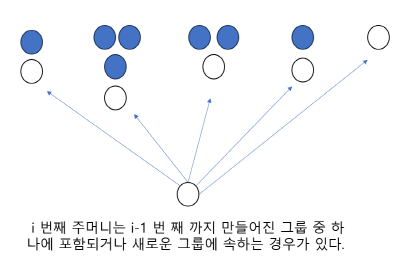 i 번째 주머니는 i-1 번 째 까지 만들어진 그룹 중 하
나에 포함되거나 새로운 그룹에 속하는 경우가 있다.